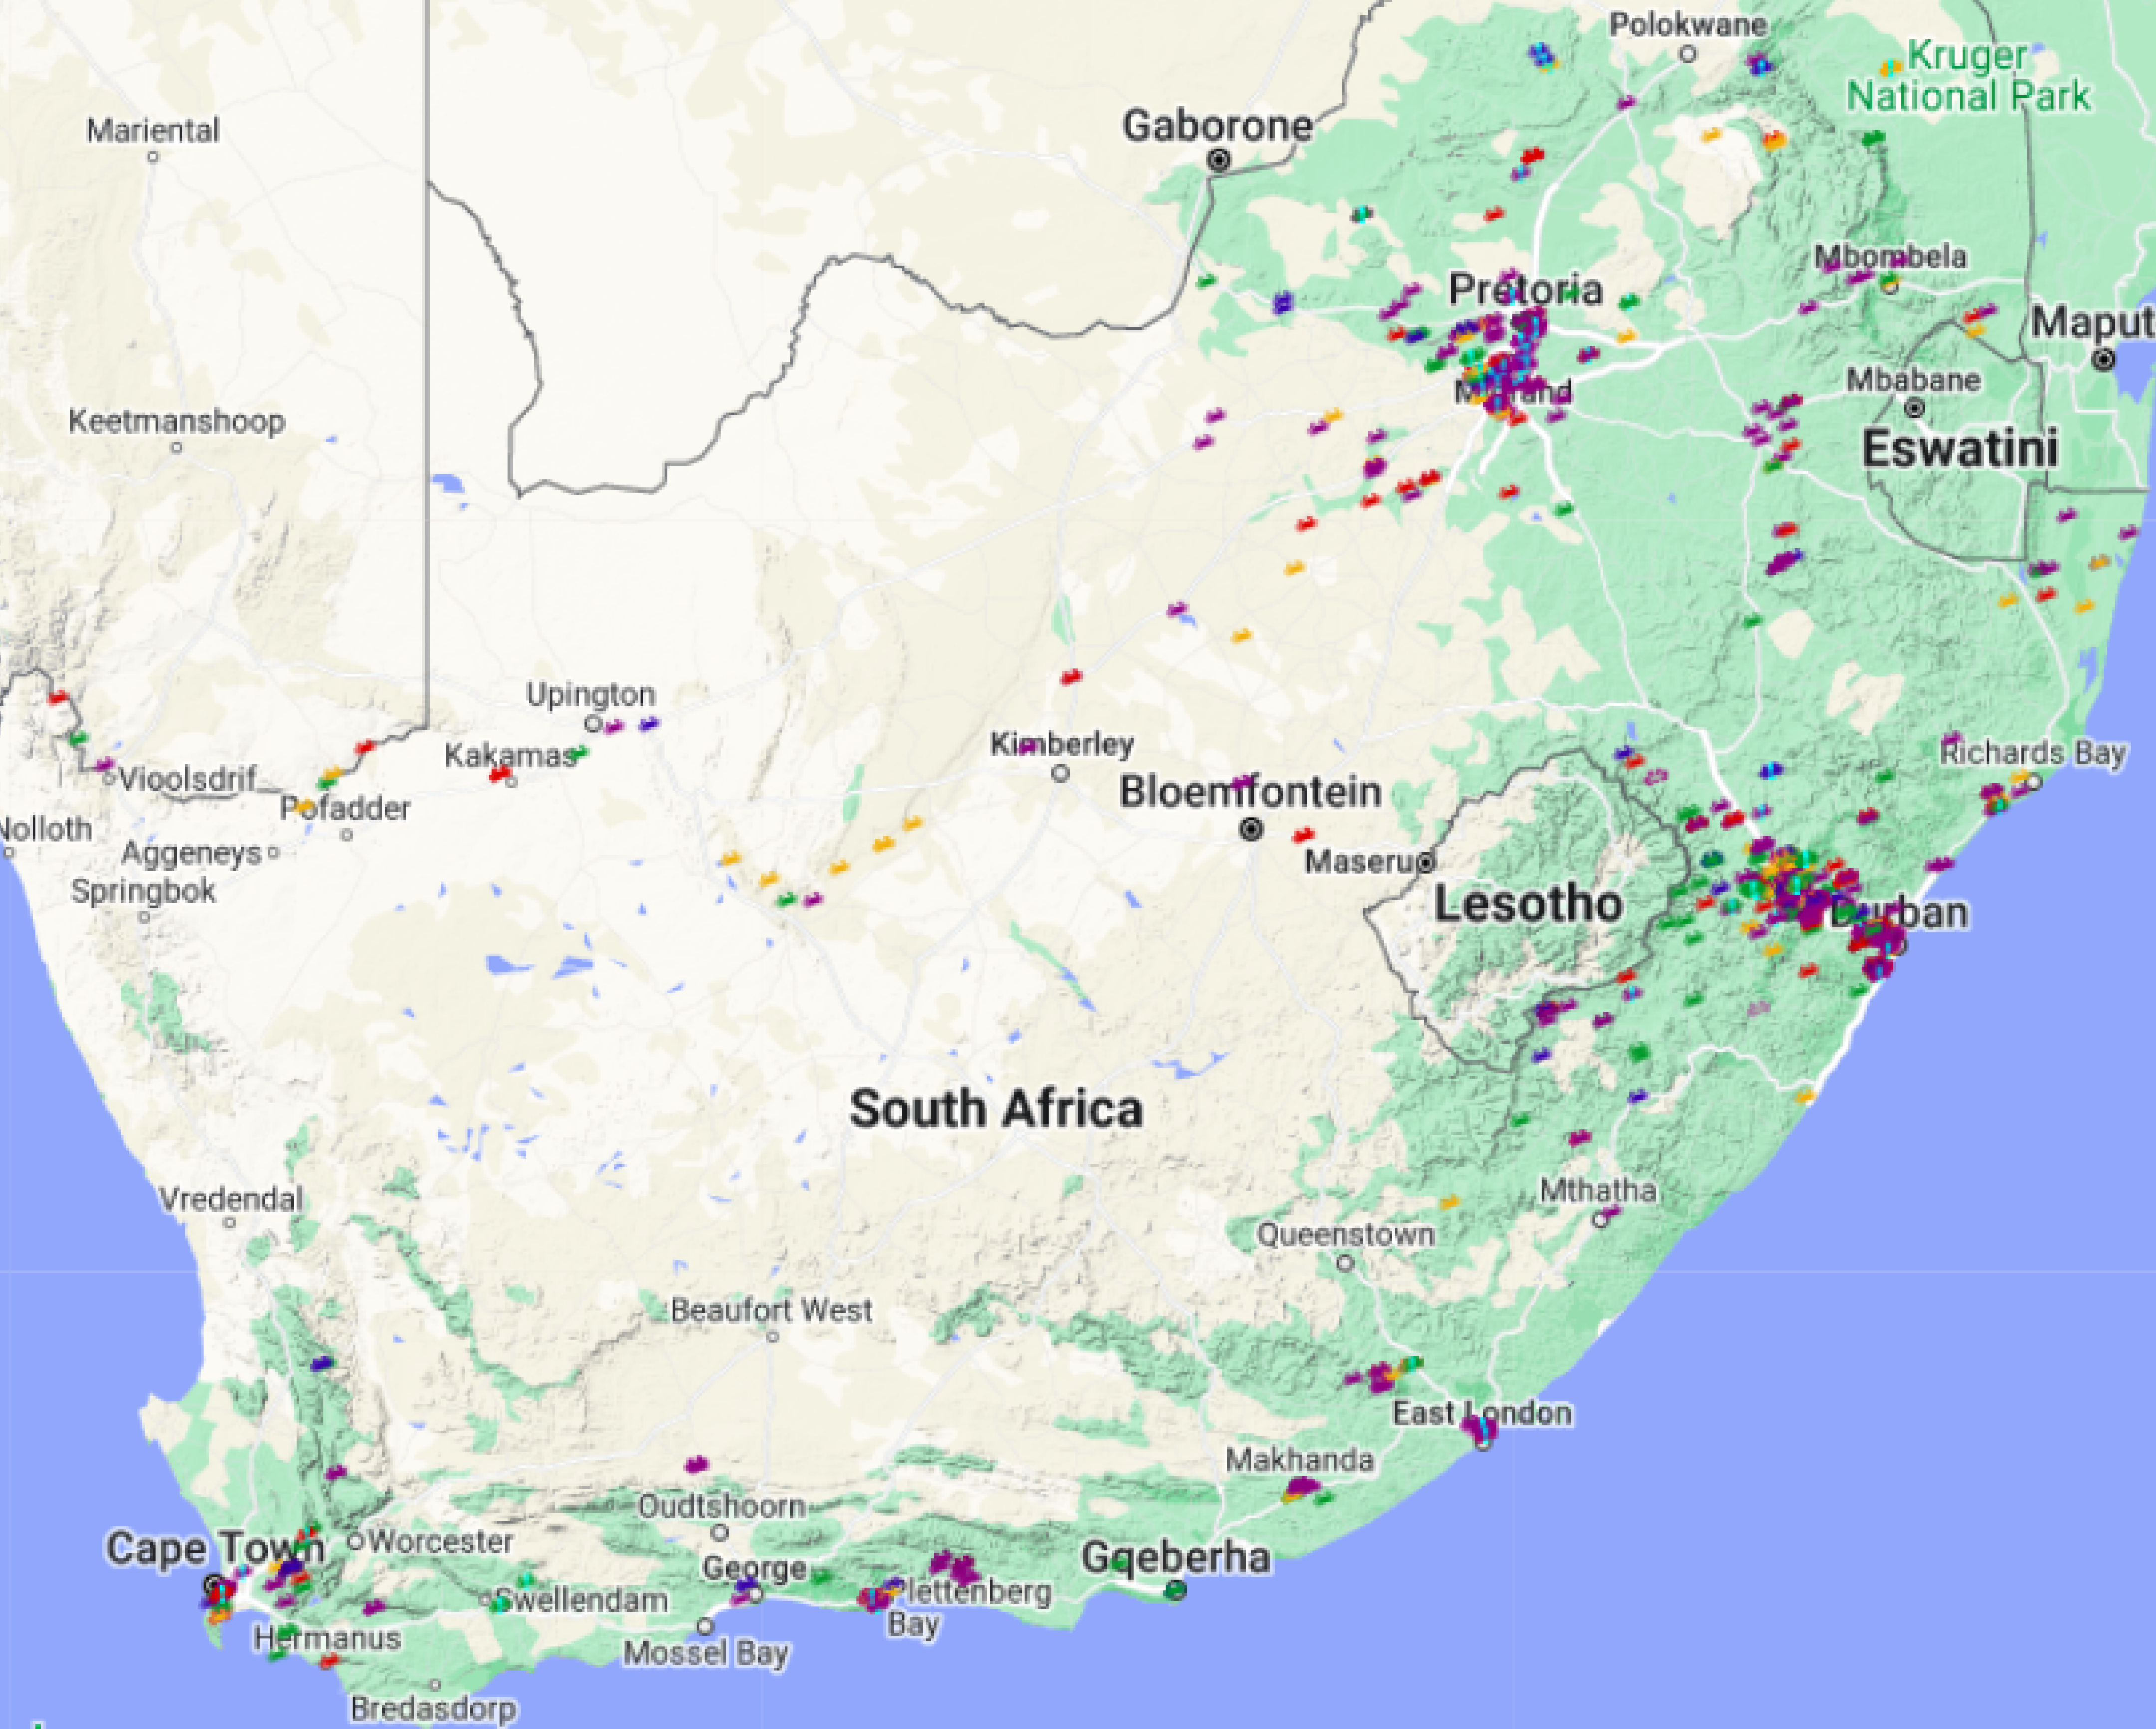 Polokwane
Kruger
National Park
Gaborone
Mariental
Mbombela
Pretoria
Maput
Mbabane
Keetmanshoop
Eswatini
Upington
Kimberley
Richards Bay
Kakamas
Vioolsdrif
Bloemfontein
Pofadder
Nolloth
Aggeneys
Maseru
Springbok
Lesotho
Durban
South Africa
Vredendal
Mthatha
Queenstown
Beaufort West
East London
Makhanda
Oudtshoorn
Cape Town
Worcester
Gqeberha
George
Plettenberg
Bay
Swellendam
Hermanus
Mossel Bay
Bredasdorp